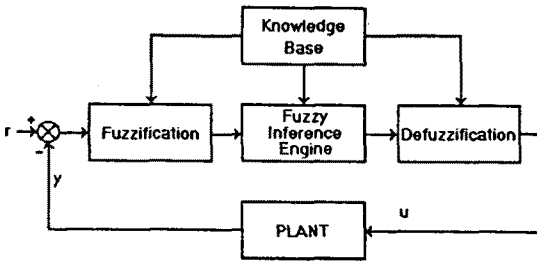 Knowledge
Base
r
+
−
Fuzzification
Fuzzy
Inference
Engine
Defuzzification
y
PLANT
u